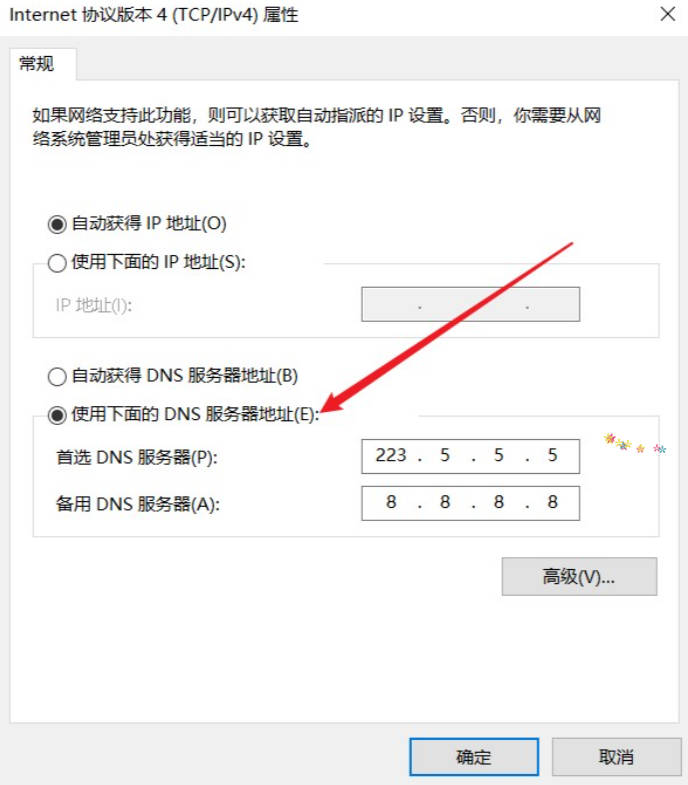 Internet 协议版本 4 (TCP/IPv4) 属性
常规
如果网络支持此功能，则可以获取自动指派的 IP 设置。否则，你需要从网
络系统管理员处获得适当的 IP 设置。
自动获得 IP 地址(O)
使用下面的 IP 地址(S):
IP 地址(I):
自动获得 DNS 服务器地址(B)
使用下面的 DNS 服务器地址(E):
首选 DNS 服务器(P): 223 . 5 . 5 . 5
备用 DNS 服务器(A): 8 . 8 . 8 . 8
高级(V)...
确定 取消